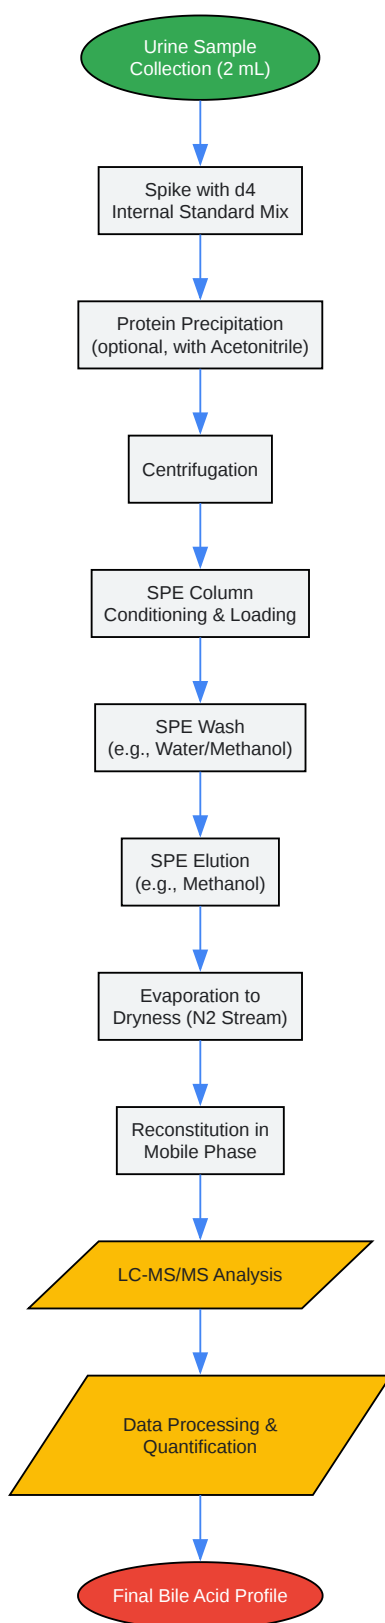 Urine Sample
Collection (2 mL)
Spike with d4
Internal Standard Mix
Protein Precipitation
(optional, with Acetonitrile)
Centrifugation
SPE Column
Conditioning & Loading
SPE Wash
(e.g., Water/Methanol)
SPE Elution
(e.g., Methanol)
Evaporation to
Dryness (N2 Stream)
Reconstitution in
Mobile Phase
LC-MS/MS Analysis
Data Processing &
Quantification
Final Bile Acid Profile